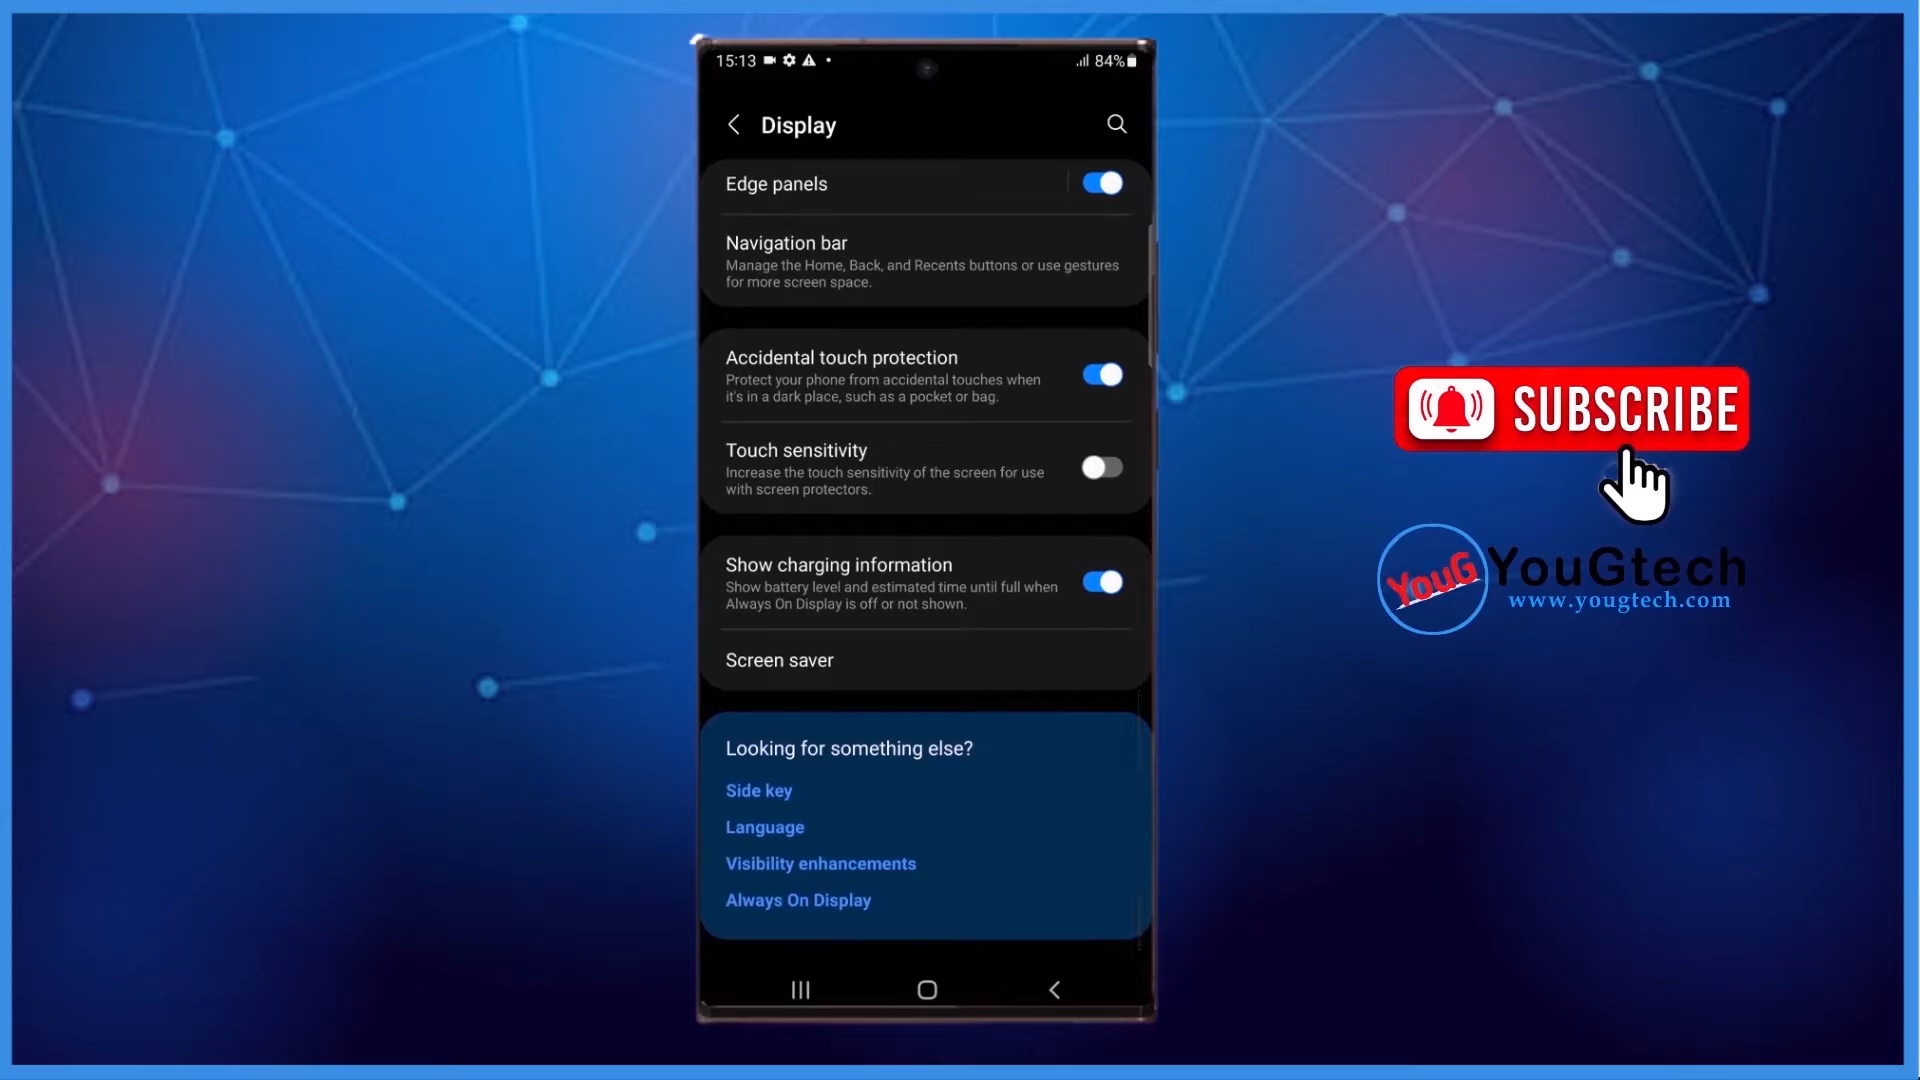 15:13
84%
Display
Edge panels
Navigation bar
Manage the Home, Back, and Recents buttons or use gestures
for more screen space.
Accidental touch protection
Protect your phone from accidental touches when
it's in a dark place, such as a pocket or bag.
Touch sensitivity
Increase the touch sensitivity of the screen for use
with screen protectors.
Show charging information
Show battery level and estimated time until full when
Always On Display is off or not shown.
Screen saver
Looking for something else?
Side key
Language
Visibility enhancements
Always On Display
SUBSCRIBE
YouG
YouGtech
www.yougtech.com